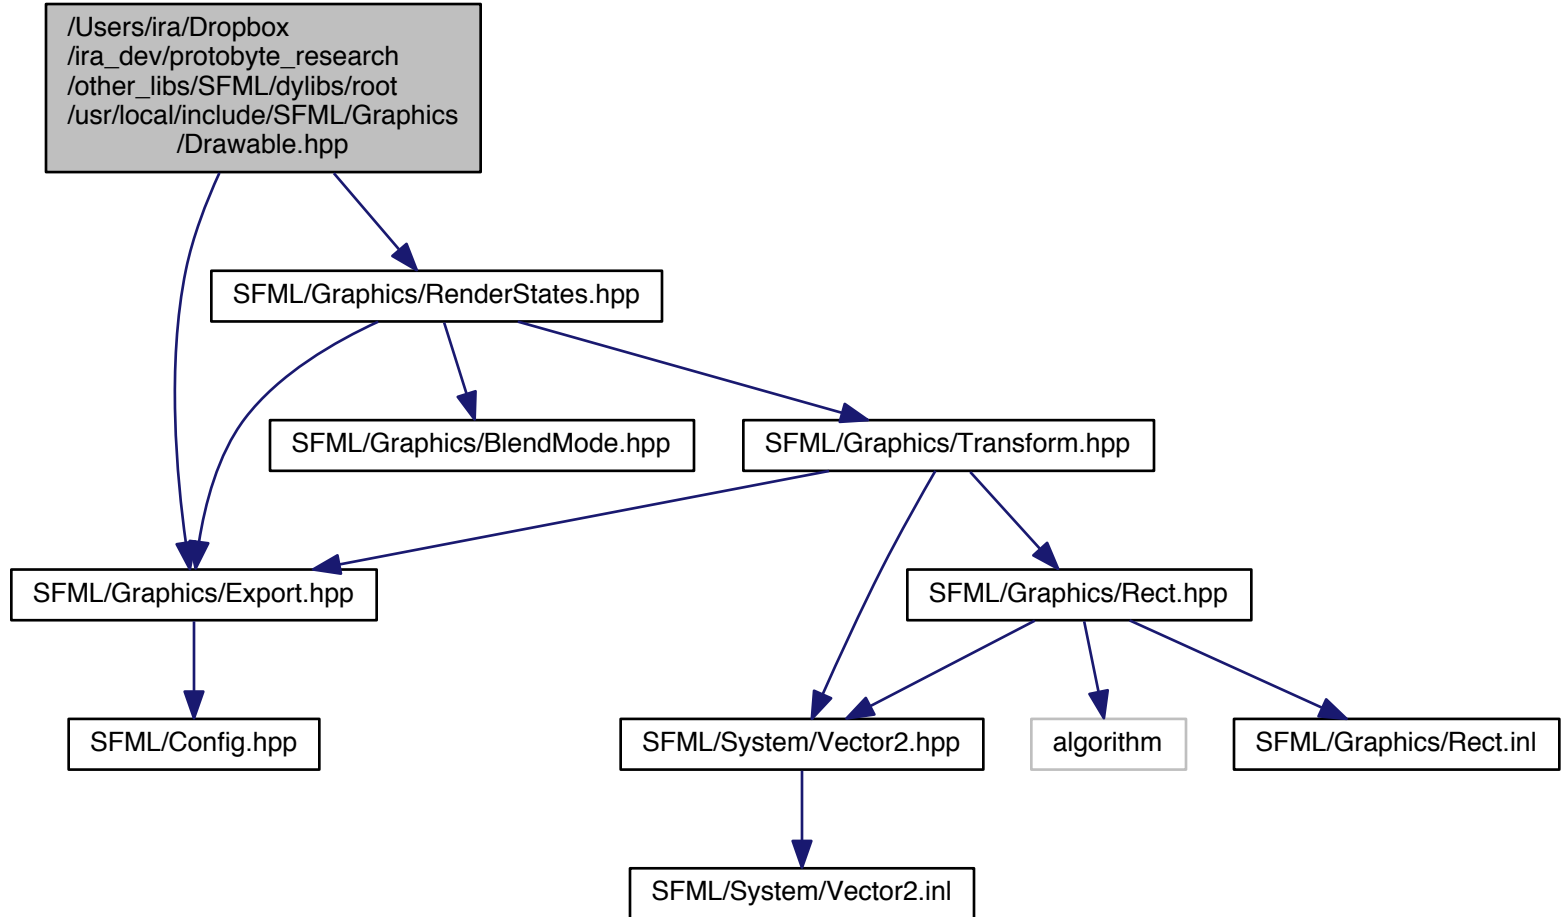 /Users/ira/Dropbox
/ira_dev/protobyte_research
/other_libs/SFML/dylibs/root
/usr/local/include/SFML/Graphics
/Drawable.hpp
SFML/Graphics/RenderStates.hpp
SFML/Graphics/BlendMode.hpp
SFML/Graphics/Transform.hpp
SFML/Graphics/Export.hpp
SFML/Graphics/Rect.hpp
SFML/Config.hpp
SFML/System/Vector2.hpp
algorithm
SFML/Graphics/Rect.inl
SFML/System/Vector2.inl